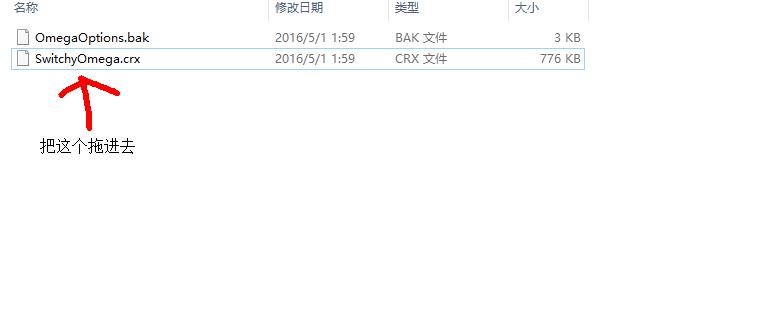 名称 修改日期 类型 大小
OmegaOptions.bak 2016/5/1 1:59 BAK 文件 3 KB
SwitchyOmega.crx 2016/5/1 1:59 CRX 文件 776 KB
把这个拖进去